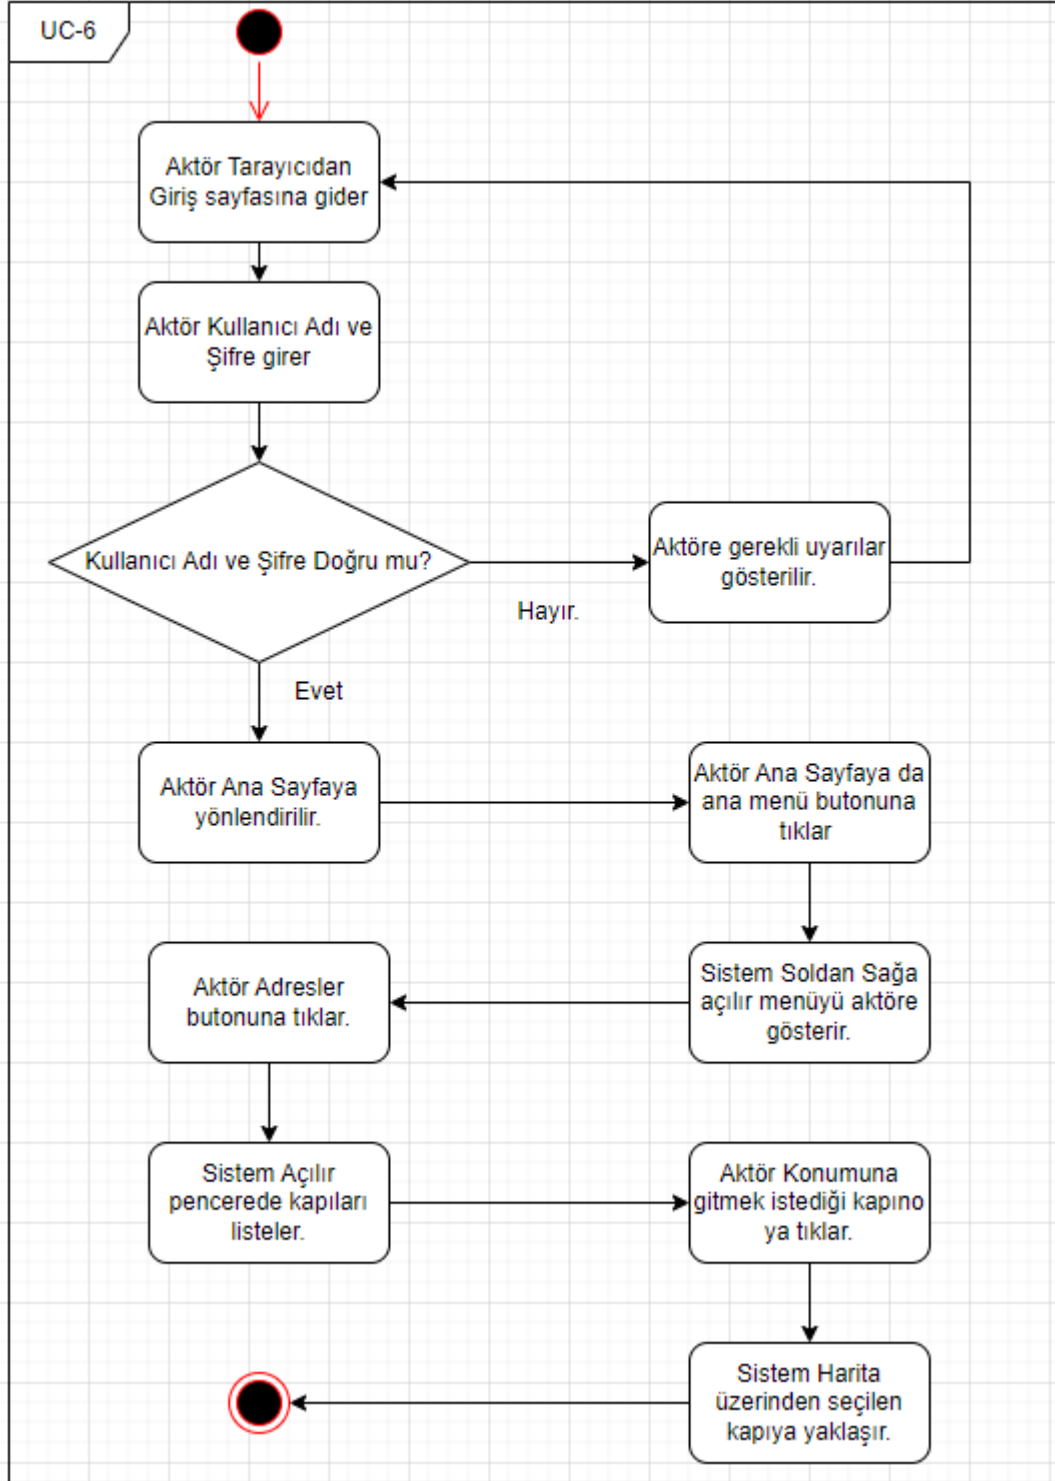 UC-6
Aktör Tarayıcıdan
Giriş sayfasına gider
Aktör Kullanıcı Adı ve
Şifre girer
Kullanıcı Adı ve Şifre Doğru mu?
Hayır.
Aktöre gerekli uyarılar
gösterilir.
Evet
Aktör Ana Sayfaya
yönlendirilir.
Aktör Ana Sayfaya da
ana menü butonuna
tıklar
Sistem Soldan Sağa
açılır menüyü aktöre
gösterir.
Aktör Adresler
butonuna tıklar.
Sistem Açılır
pencerede kapıları
listeler.
Aktör Konumuna
gitmek istediği kapıno
ya tıklar.
Sistem Harita
üzerinden seçilen
kapıya yaklaşır.